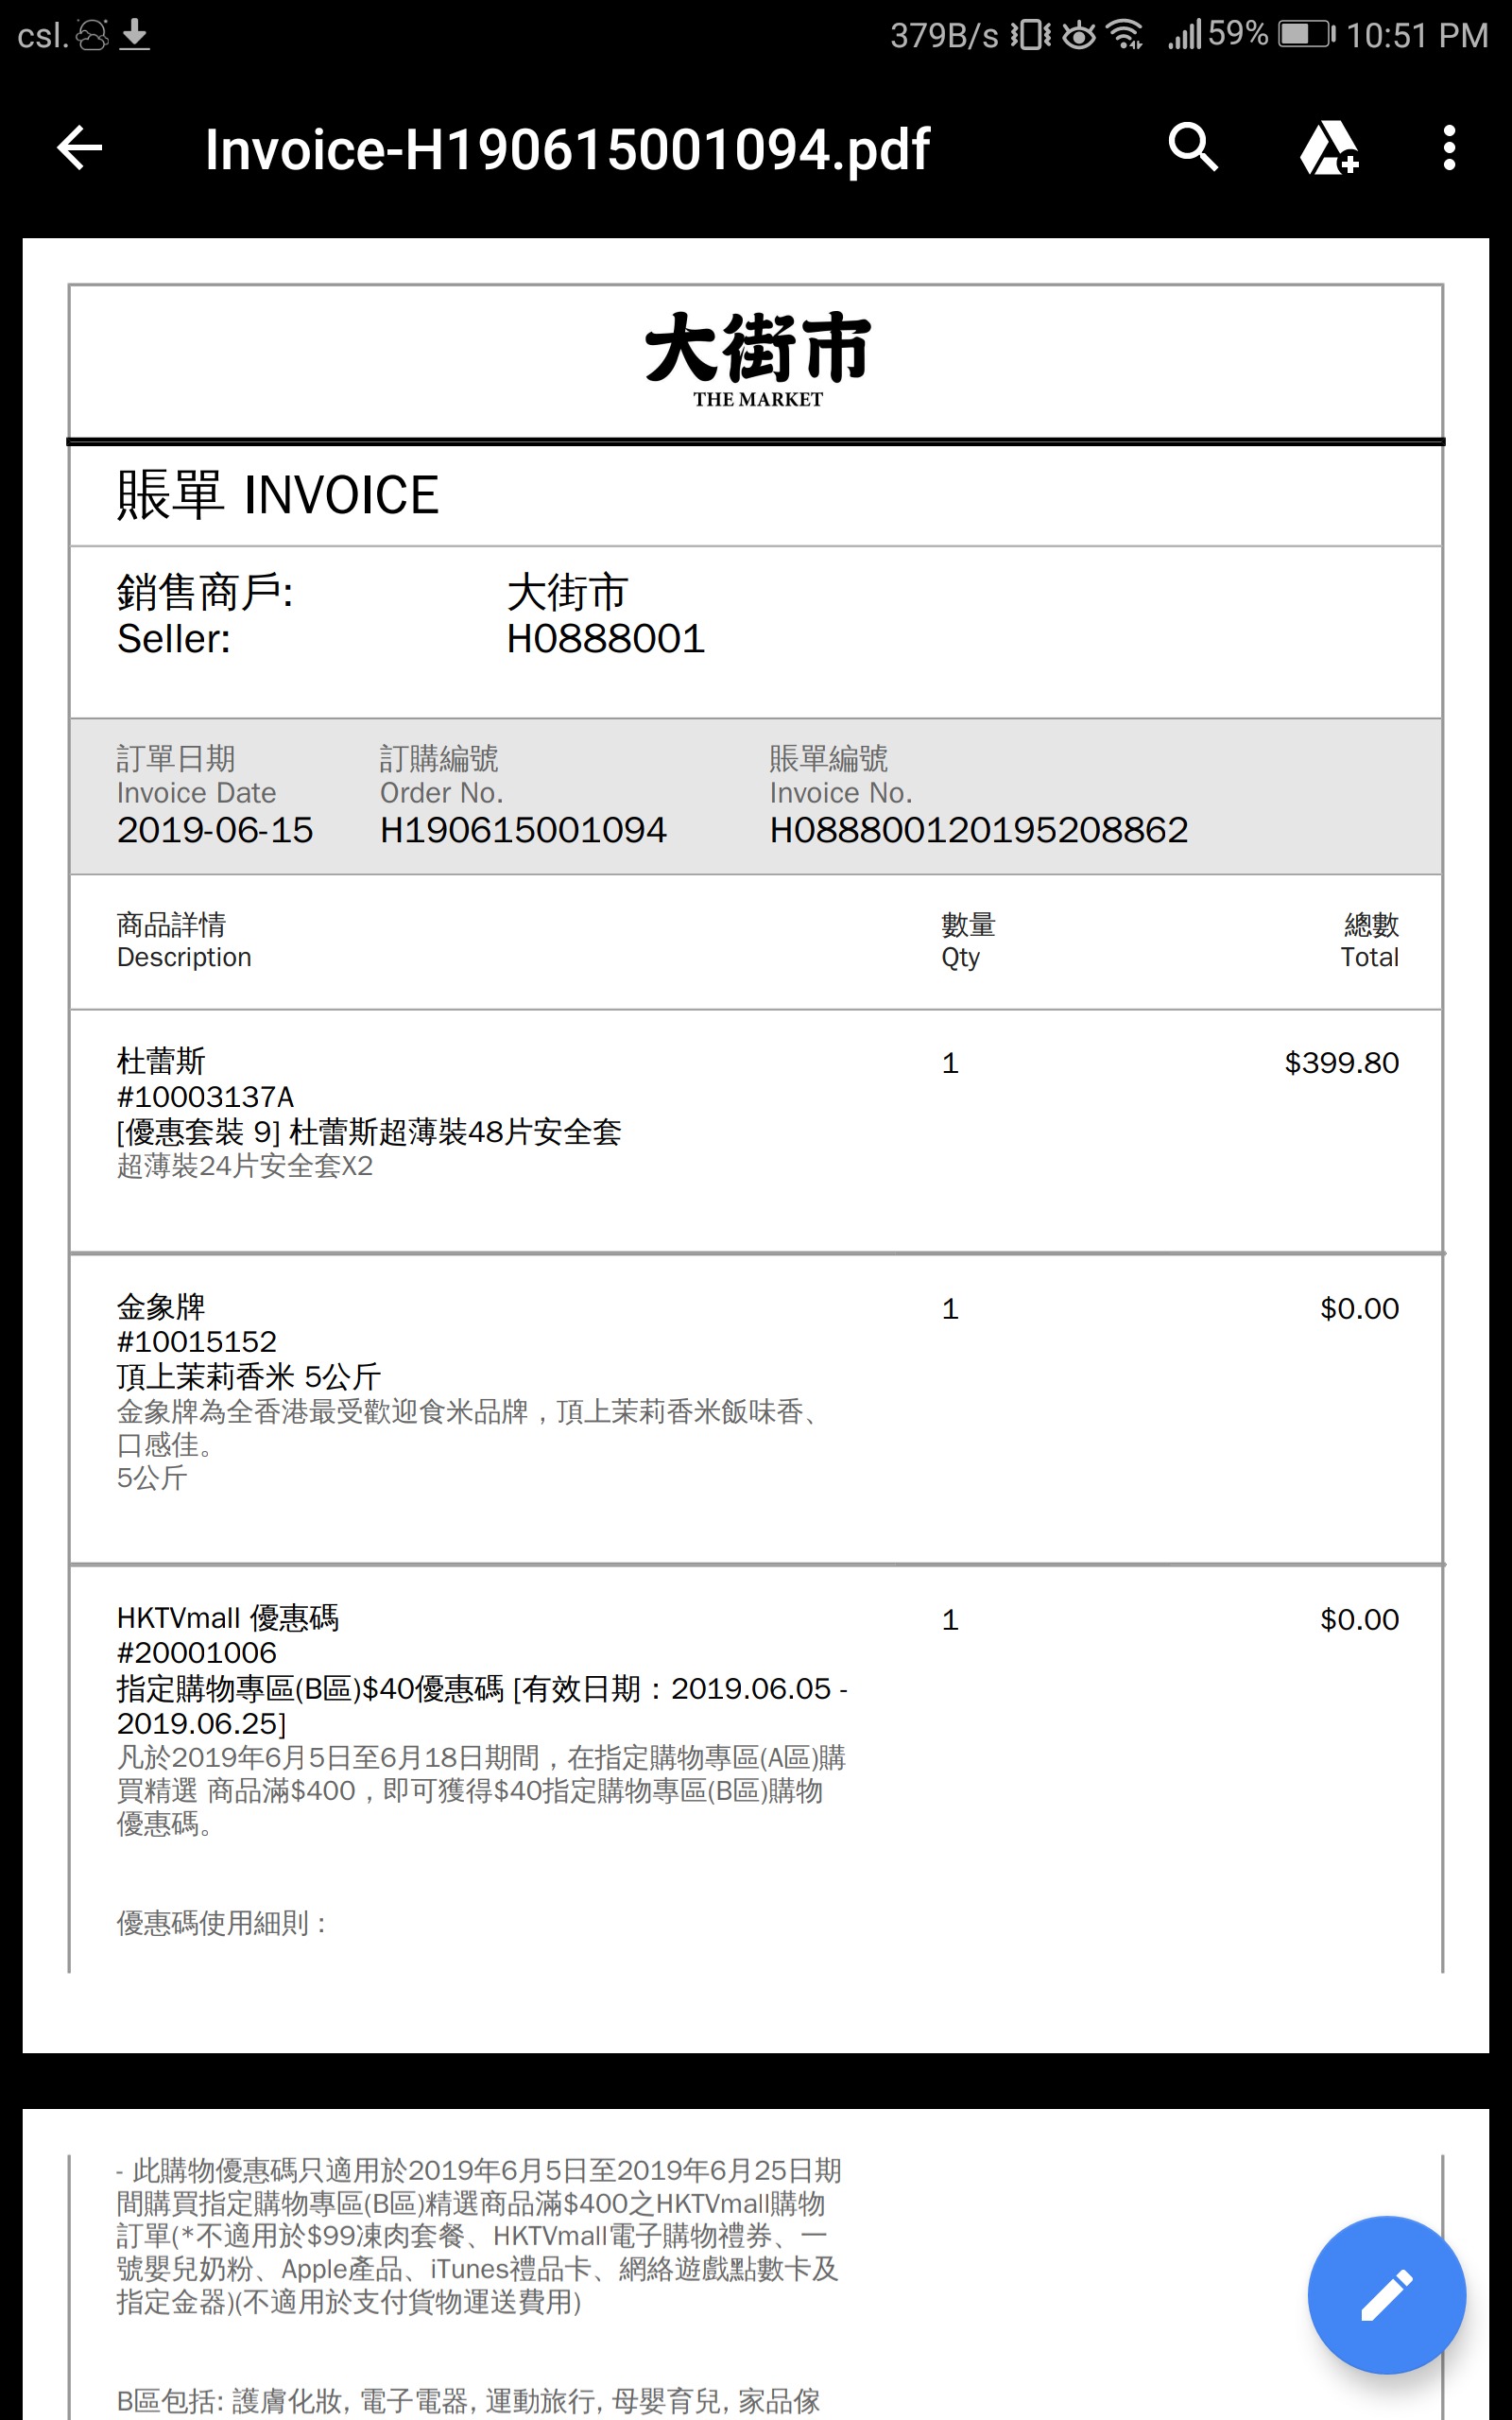 csl. 379B/s 59% 10:51 PM
Invoice-H190615001094.pdf
大街市
THE MARKET
賬單 INVOICE
銷售商戶: 大街市
Seller: H0888001
訂單日期 訂購編號 賬單編號
Invoice Date Order No. Invoice No.
2019-06-15 H190615001094 H088800120195208862
商品詳情 數量 總數
Description Qty Total
杜蕾斯 1 $399.80
#10003137A
[優惠套裝 9] 杜蕾斯超薄裝48片安全套
超薄裝24片安全套X2
金象牌 1 $0.00
#10015152
頂上茉莉香米 5公斤
金象牌為全香港最受歡迎食米品牌，頂上茉莉香米飯味香、
口感佳。
5公斤
HKTVmall 優惠碼 1 $0.00
#20001006
指定購物專區(B區)$40優惠碼 [有效日期：2019.06.05 -
2019.06.25]
凡於2019年6月5日至6月18日期間，在指定購物專區(A區)購
買精選 商品滿$400，即可獲得$40指定購物專區(B區)購物
優惠碼。
優惠碼使用細則：
- 此購物優惠碼只適用於2019年6月5日至2019年6月25日期
間購買指定購物專區(B區)精選商品滿$400之HKTVmall購物
訂單(*不適用於$99凍肉套餐、HKTVmall電子購物禮券、一
號嬰兒奶粉、Apple產品、iTunes禮品卡、網絡遊戲點數卡及
指定金器)(不適用於支付貨物運送費用)
B區包括: 護膚化妝, 電子電器, 運動旅行, 母嬰育兒, 家品傢